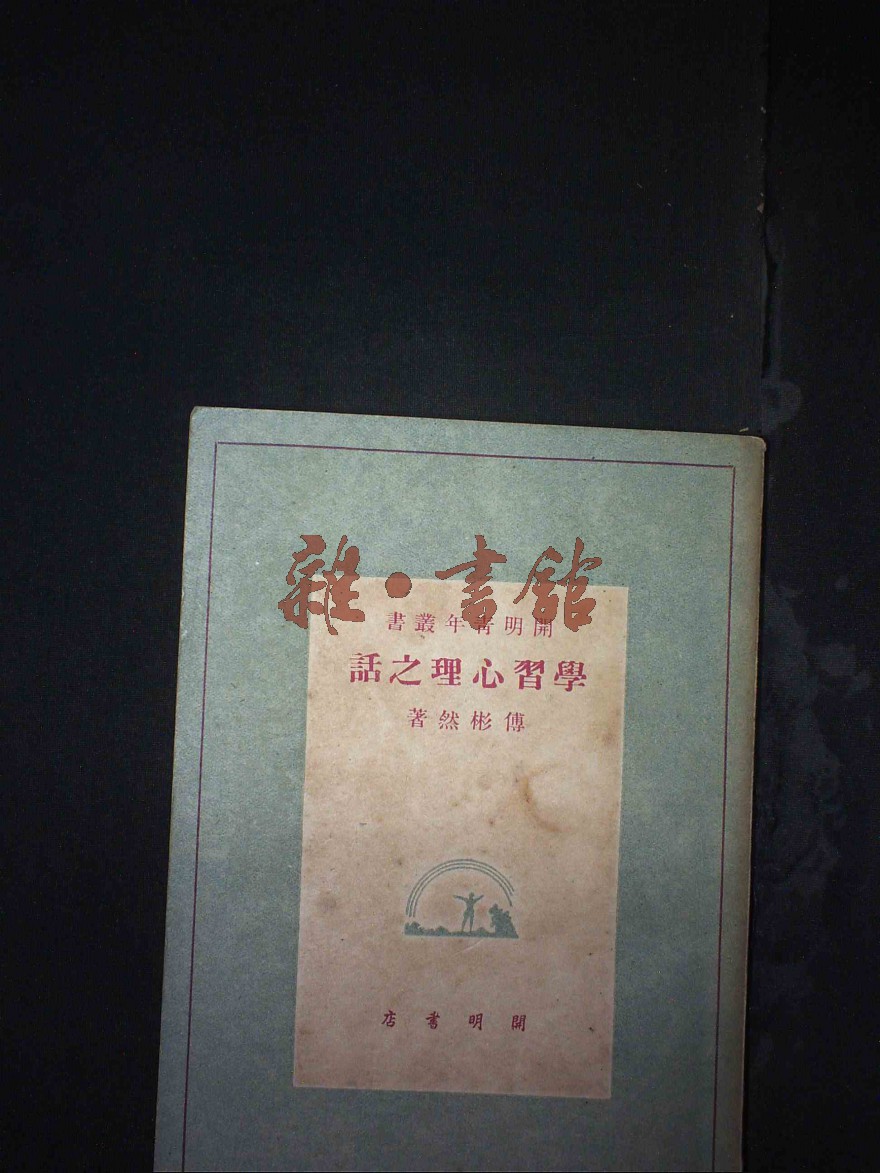 雜·書館
開明青年叢書
學習心理之話
傅彬然著
開明書店